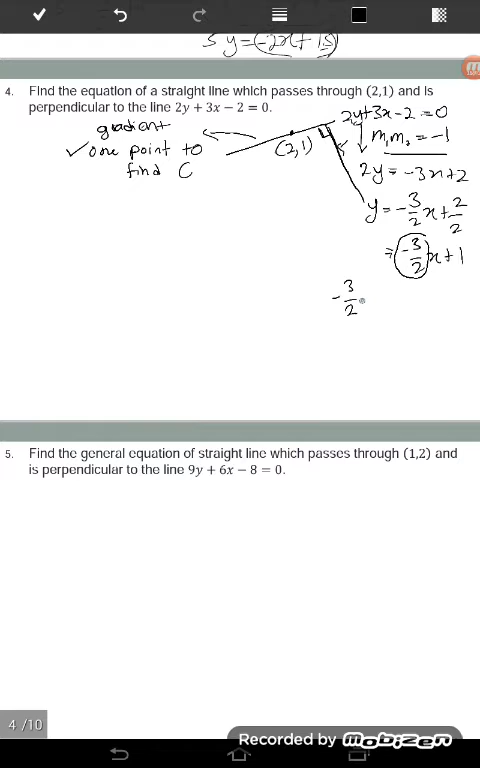 3 y = (-2x + 15)
4. Find the equation of a straight line which passes through (2,1) and is
perpendicular to the line 2y + 3x − 2 = 0.
gradient
✓ one point to
find C
(2,1)
2y+3x-2=0
m₁m₂ = -1
2y = -3x+2
y = -3/2 x + 2/2
= -3/2 x + 1
-3/2
5. Find the general equation of straight line which passes through (1,2) and
is perpendicular to the line 9y + 6x − 8 = 0.
4 /10
Recorded by mobizen